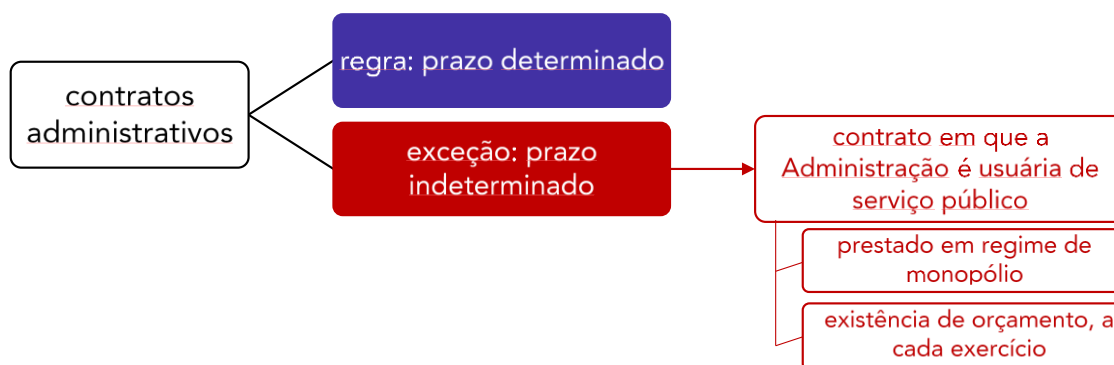 regra: prazo determinado
contratos
administrativos
exceção: prazo
indeterminado
contrato em que a
Administração é usuária de
serviço público
prestado em regime de
monopólio
existência de orçamento, a
cada exercício